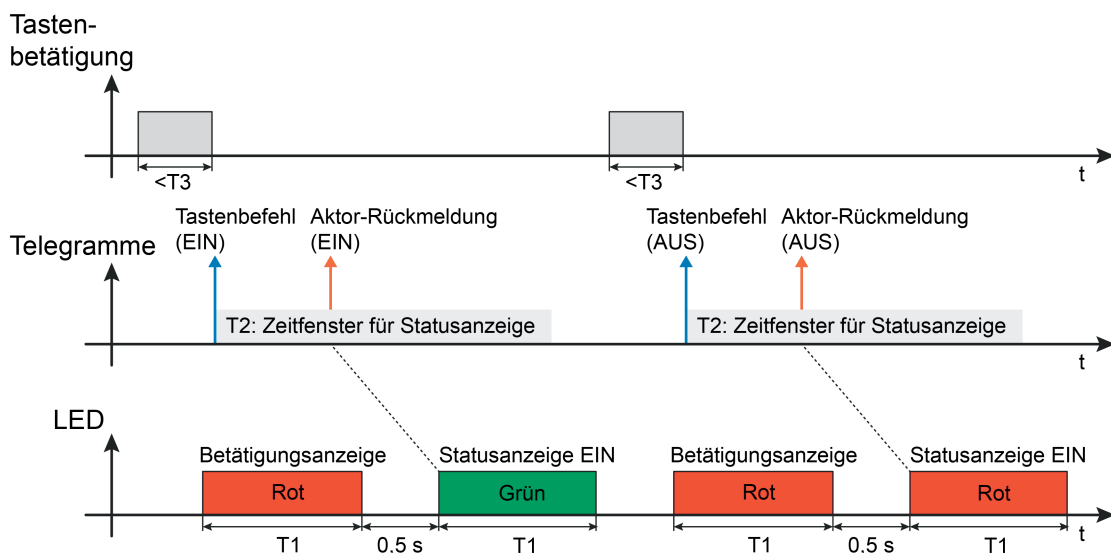 Tasten-
betätigung
<T3
<T3
t
Telegramme
Tastenbefehl
(EIN)
Aktor-Rückmeldung
(EIN)
Tastenbefehl
(AUS)
Aktor-Rückmeldung
(AUS)
T2: Zeitfenster für Statusanzeige
T2: Zeitfenster für Statusanzeige
t
LED
Betätigungsanzeige
Statusanzeige EIN
Betätigungsanzeige
Statusanzeige EIN
Rot
Grün
Rot
Rot
T1
0.5 s
T1
T1
0.5 s
T1
t